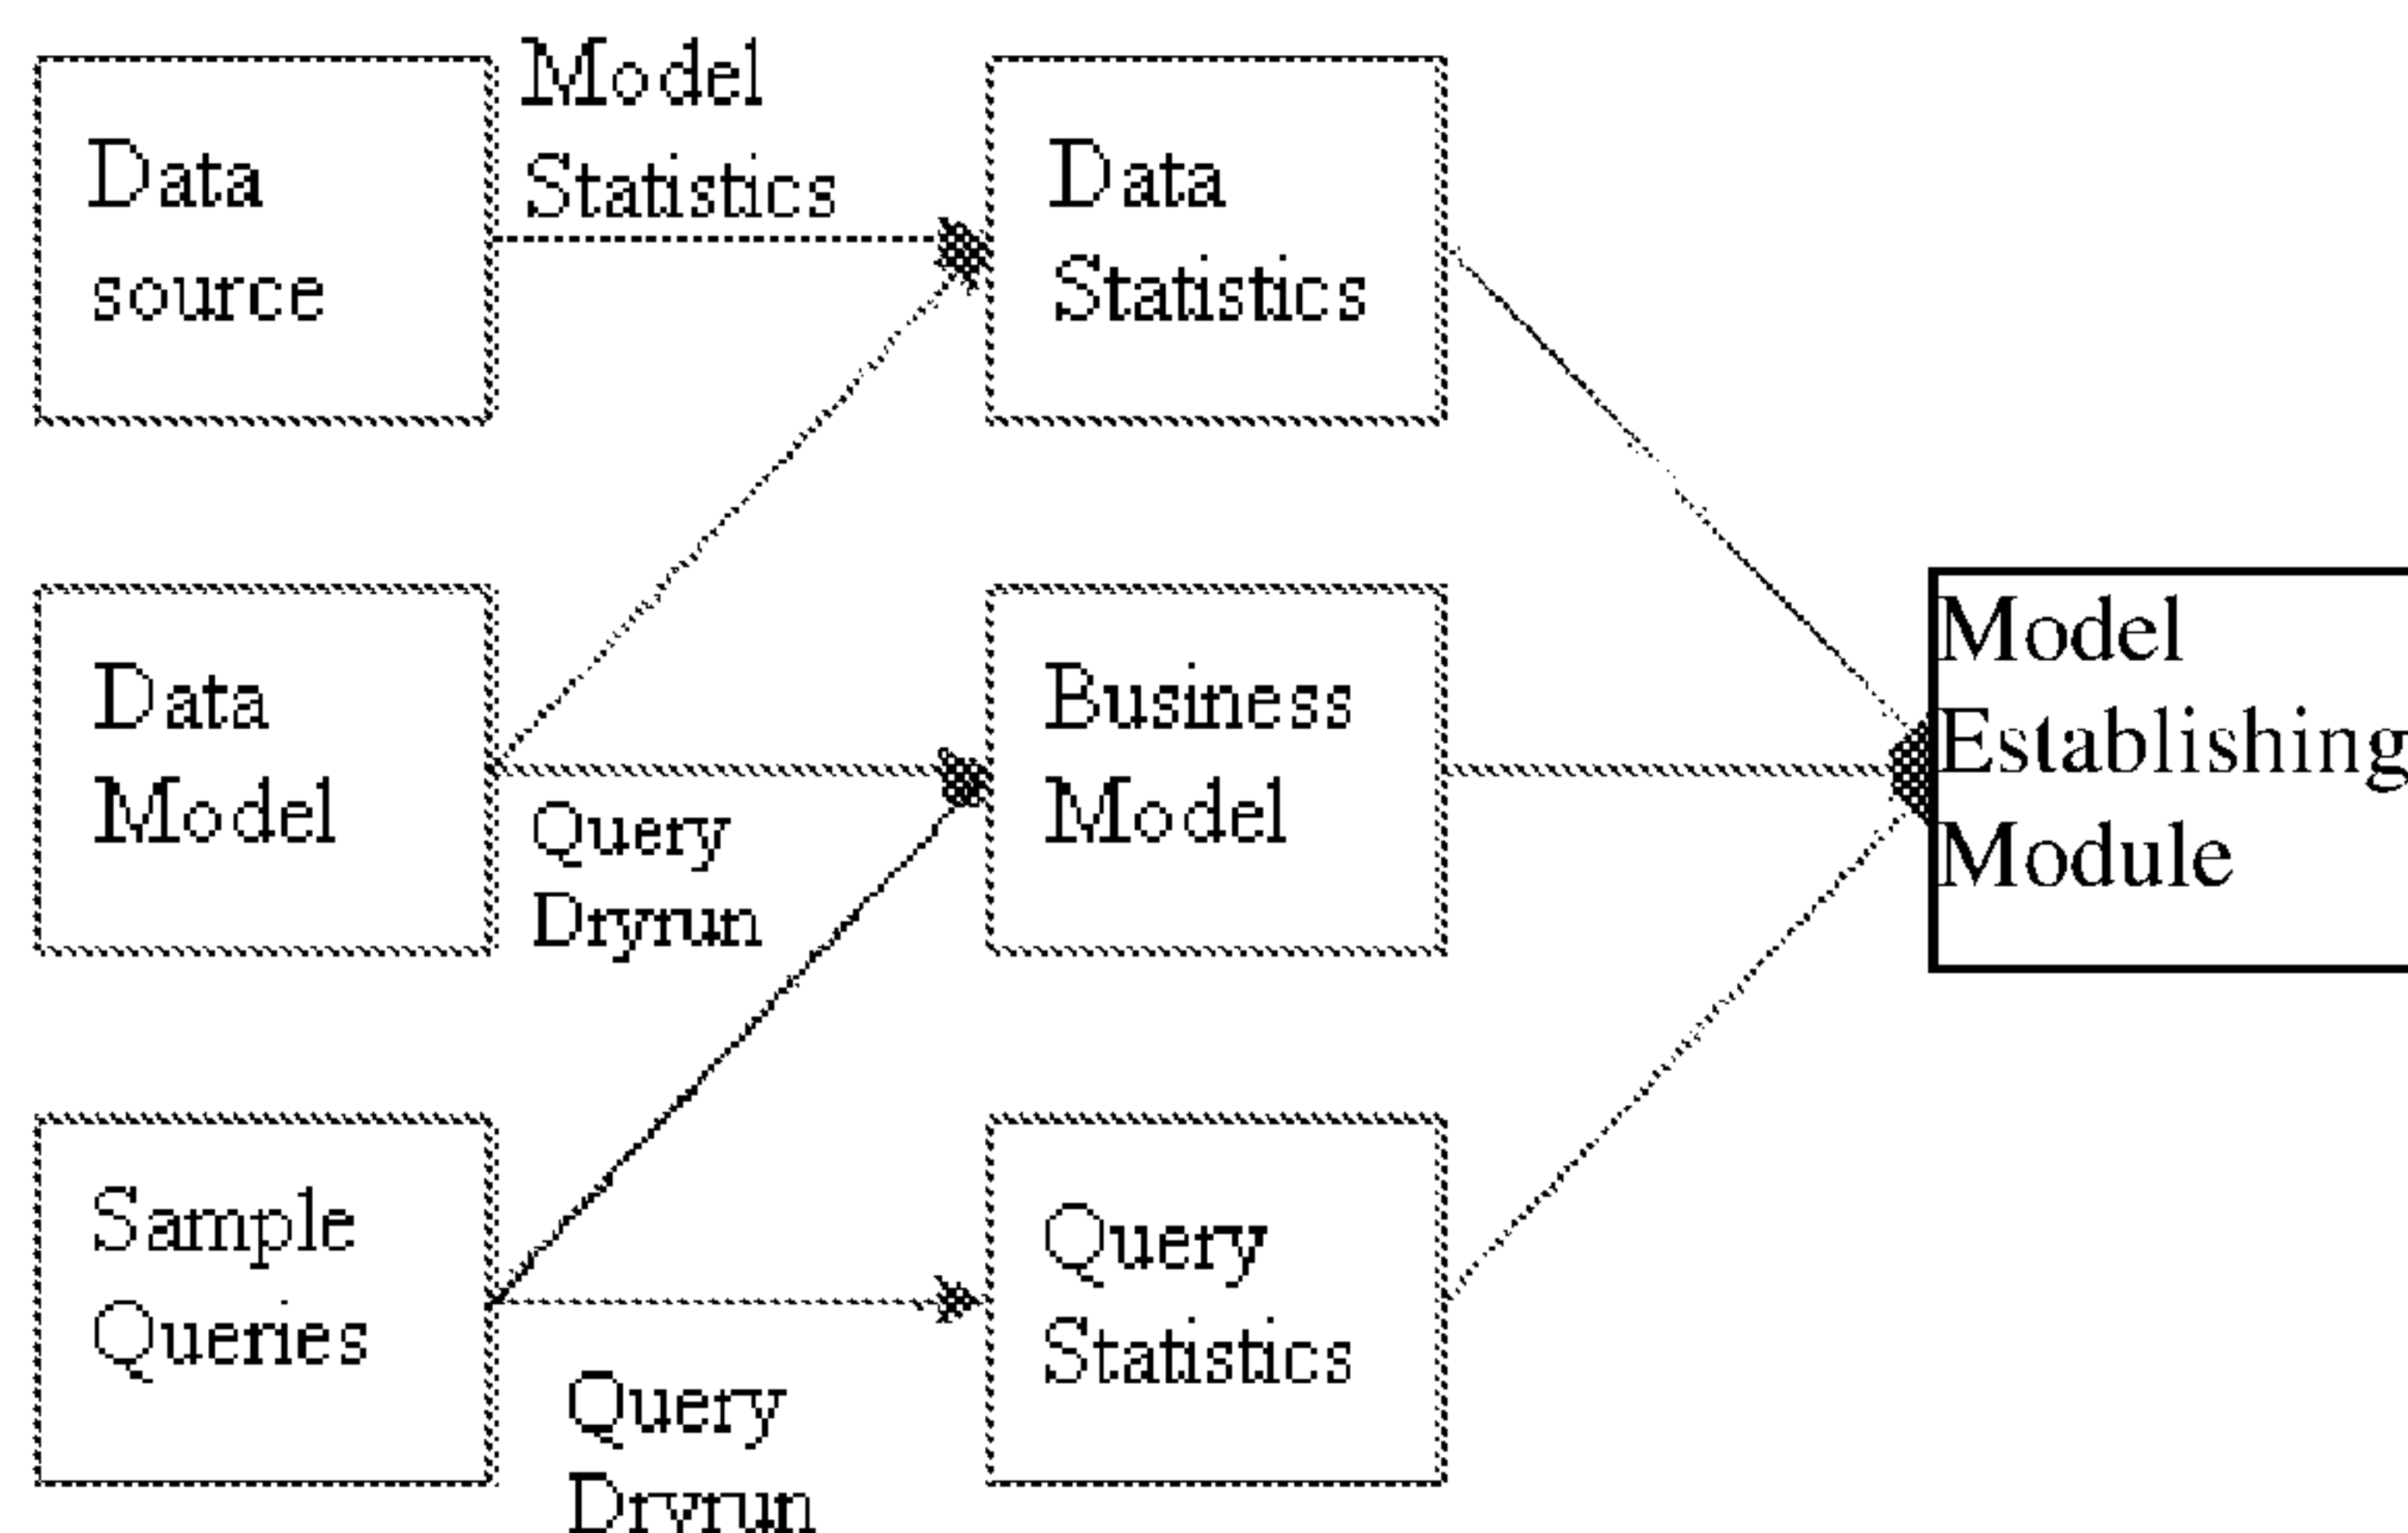 Data
source
Model
Statistics
Data
Statistics
Data
Model
Query
Dryrun
Business
Model
Model
Establishing
Module
Sample
Queries
Query
Dryrun
Query
Statistics